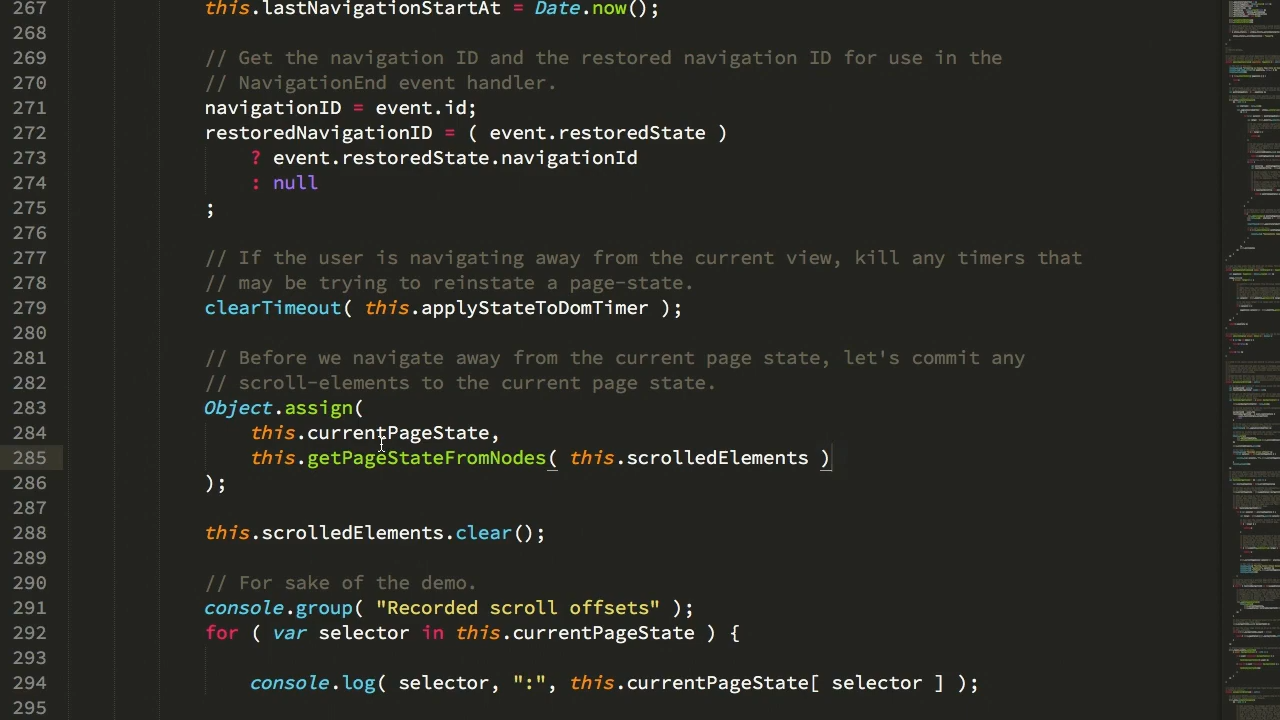 267 this.lastNavigationStartAt = Date.now();
268
269 // Get the navigation ID and the restored navigation ID for use in the
270 // NavigationEnd event handler.
271 navigationID = event.id;
272 restoredNavigationID = ( event.restoredState )
273 ? event.restoredState.navigationId
274 : null
275 ;
276
277 // If the user is navigating away from the current view, kill any timers that
278 // may be trying to reinstate a page-state.
279 clearTimeout( this.applyStateToDomTimer );
280
281 // Before we navigate away from the current page state, let's commit any
282 // scroll-elements to the current page state.
283 Object.assign(
284 this.currentPageState,
285 this.getPageStateFromNodes( this.scrolledElements )
286 );
287
288 this.scrolledElements.clear();
289
290 // For sake of the demo.
291 console.group( "Recorded scroll offsets" );
292 for ( var selector in this.currentPageState ) {
293
294 console.log( selector, ":", this.currentPageState[ selector ] );
295